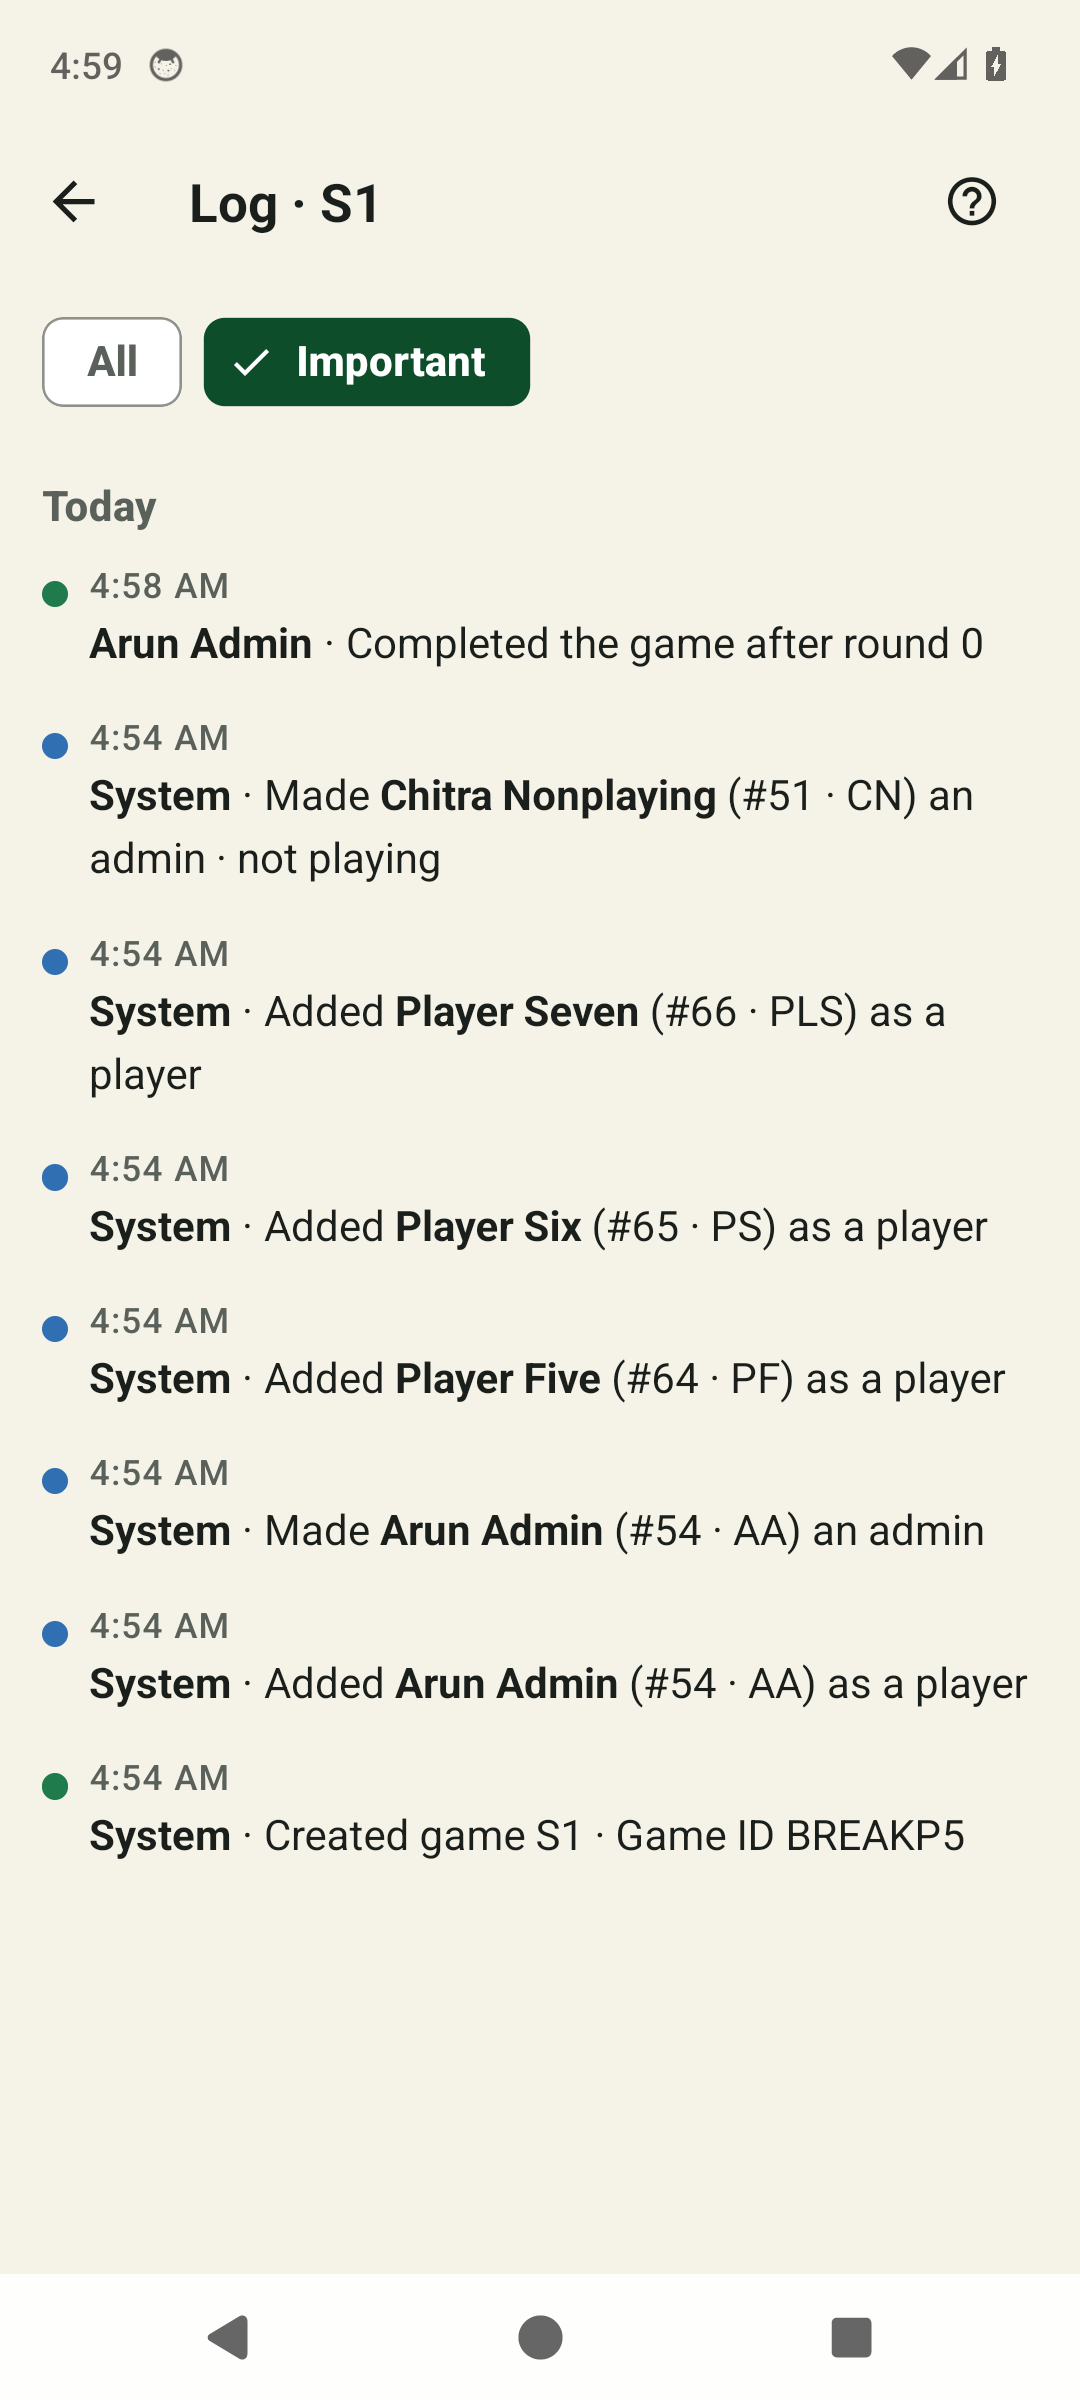 4:59
Log · S1
All
Important
Today
4:58 AM
Arun Admin · Completed the game after round 0
4:54 AM
System · Made Chitra Nonplaying (#51 · CN) an
admin · not playing
4:54 AM
System · Added Player Seven (#66 · PLS) as a
player
4:54 AM
System · Added Player Six (#65 · PS) as a player
4:54 AM
System · Added Player Five (#64 · PF) as a player
4:54 AM
System · Made Arun Admin (#54 · AA) an admin
4:54 AM
System · Added Arun Admin (#54 · AA) as a player
4:54 AM
System · Created game S1 · Game ID BREAKP5